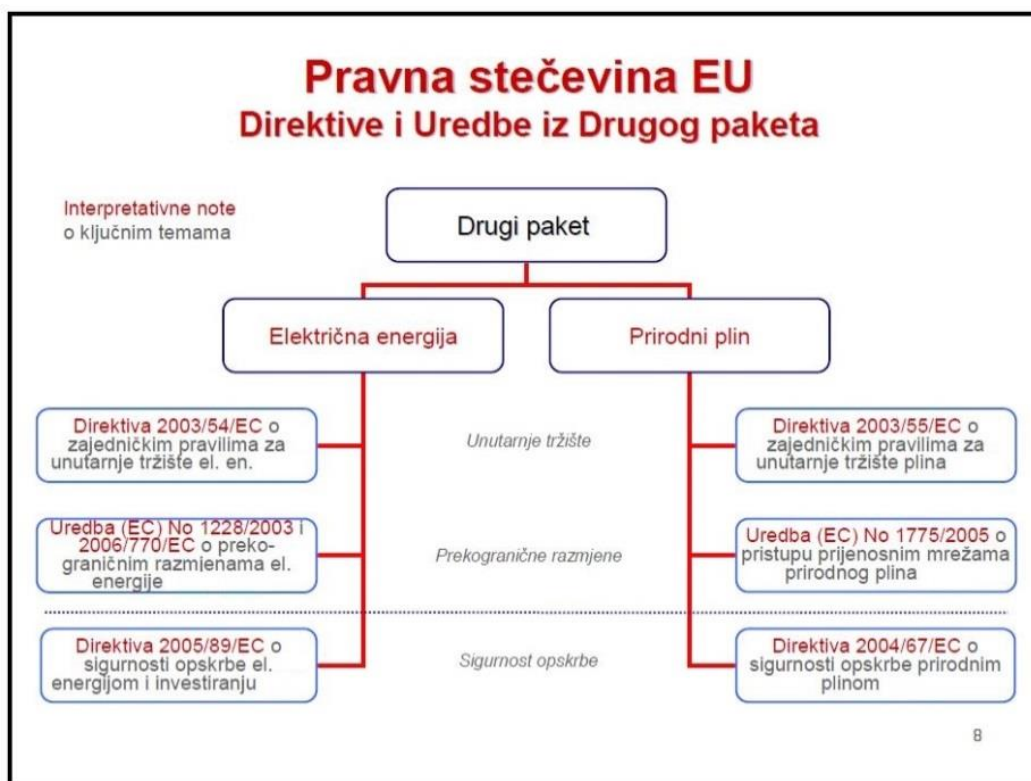 Pravna stečevina EU
Direktive i Uredbe iz Drugog paketa
Interpretativne note
o ključnim temama
Drugi paket
Električna energija
Prirodni plin
Direktiva 2003/54/EC o
zajedničkim pravilima za
unutarnje tržište el. en.
Unutarnje tržište
Direktiva 2003/55/EC o
zajedničkim pravilima za
unutarnje tržište plina
Uredba (EC) No 1228/2003 i
2006/770/EC o preko-
graničnim razmjenama el.
energije
Prekogranične razmjene
Uredba (EC) No 1775/2005 o
pristupu prijenosnim mrežama
prirodnog plina
Direktiva 2005/89/EC o
sigurnosti opskrbe el.
energijom i investiranju
Sigurnost opskrbe
Direktiva 2004/67/EC o
sigurnosti opskrbe prirodnim
plinom
8